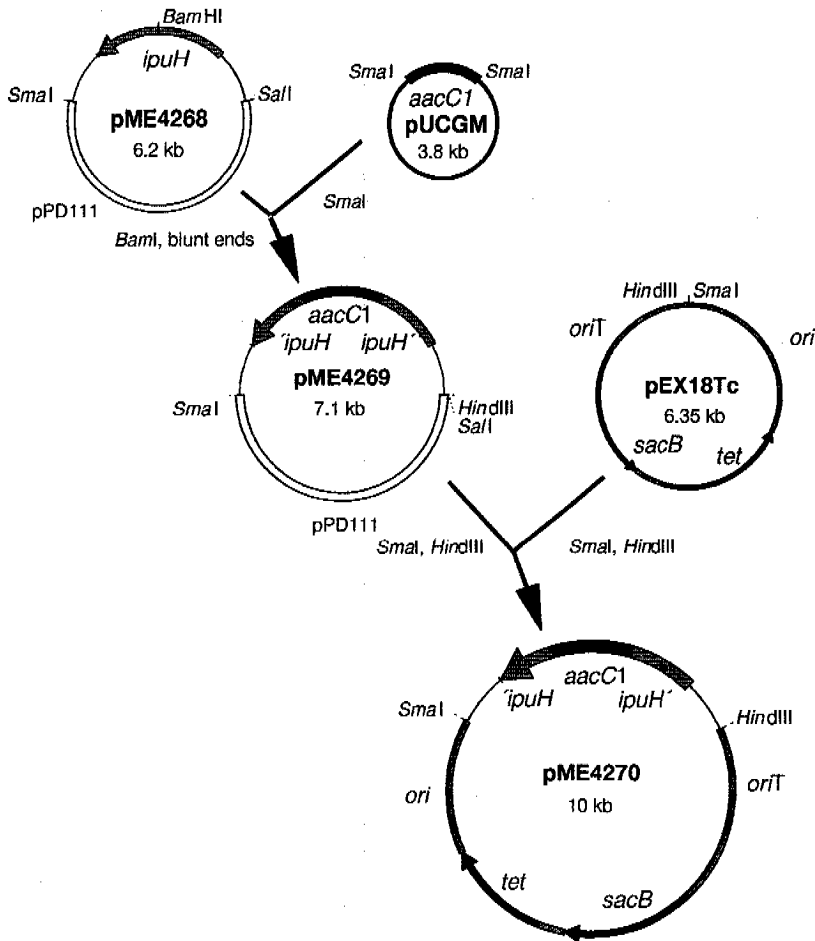 BamHI
ipuH
SmaI
SalI
pME4268
6.2 kb
pPD111
SmaI
SmaI
aacC1
pUCGM
3.8 kb
SmaI
BamI, blunt ends
aacC1
´ipuH
ipuH´
pME4269
7.1 kb
SmaI
HindIII
SalI
pPD111
HindIII
SmaI
oriT
ori
pEX18Tc
6.35 kb
sacB
tet
SmaI, HindIII
SmaI, HindIII
aacC1
´ipuH
ipuH´
SmaI
HindIII
pME4270
10 kb
ori
oriT
tet
sacB